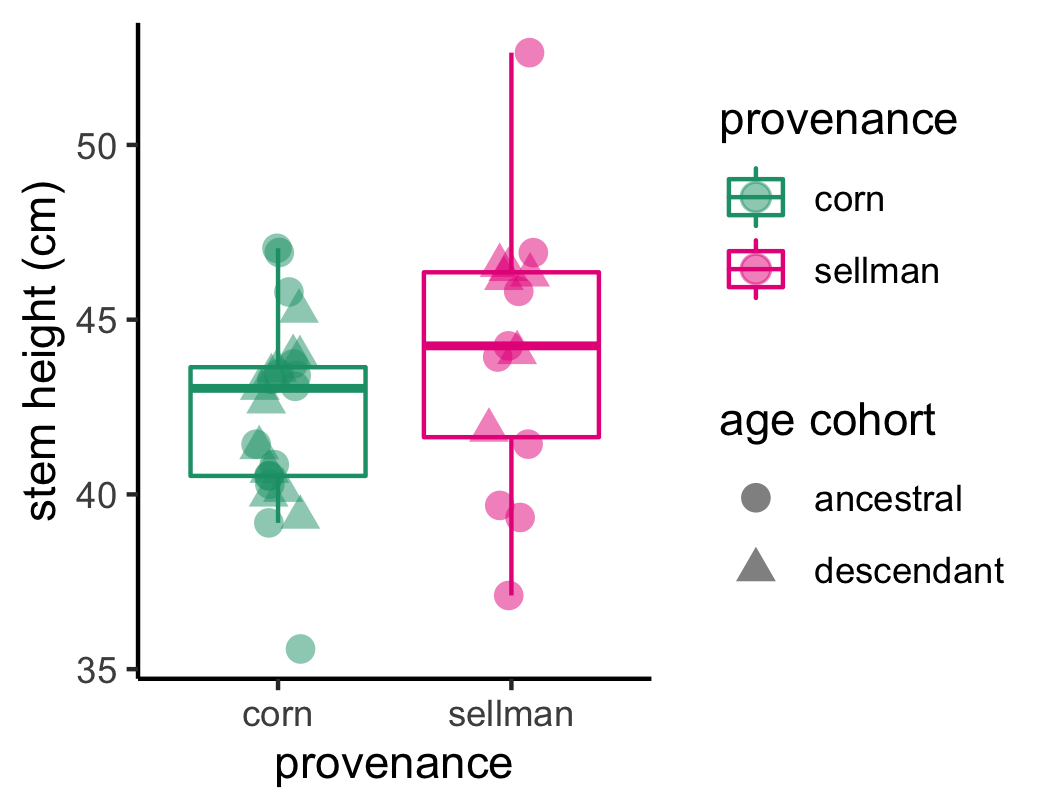 stem height (cm)
50
45
40
35
corn
sellman
provenance
provenance
corn
sellman
age cohort
ancestral
descendant